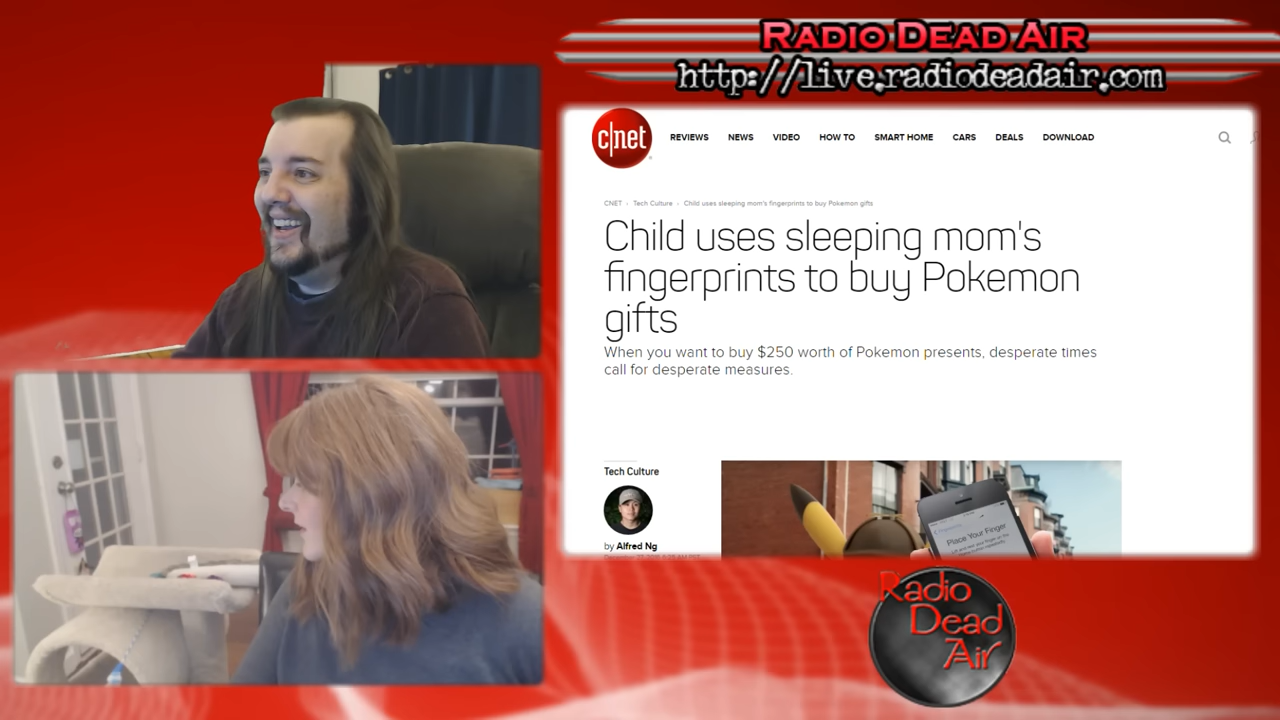 Radio Dead Air
http://live.radiodeadair.com
c|net
REVIEWS NEWS VIDEO HOW TO SMART HOME CARS DEALS DOWNLOAD
CNET › Tech Culture › Child uses sleeping mom's fingerprints to buy Pokemon gifts
Child uses sleeping mom's
fingerprints to buy Pokemon
gifts
When you want to buy $250 worth of Pokemon presents, desperate times
call for desperate measures.
Tech Culture
by Alfred Ng
Place Your Finger
Radio
Dead
Air